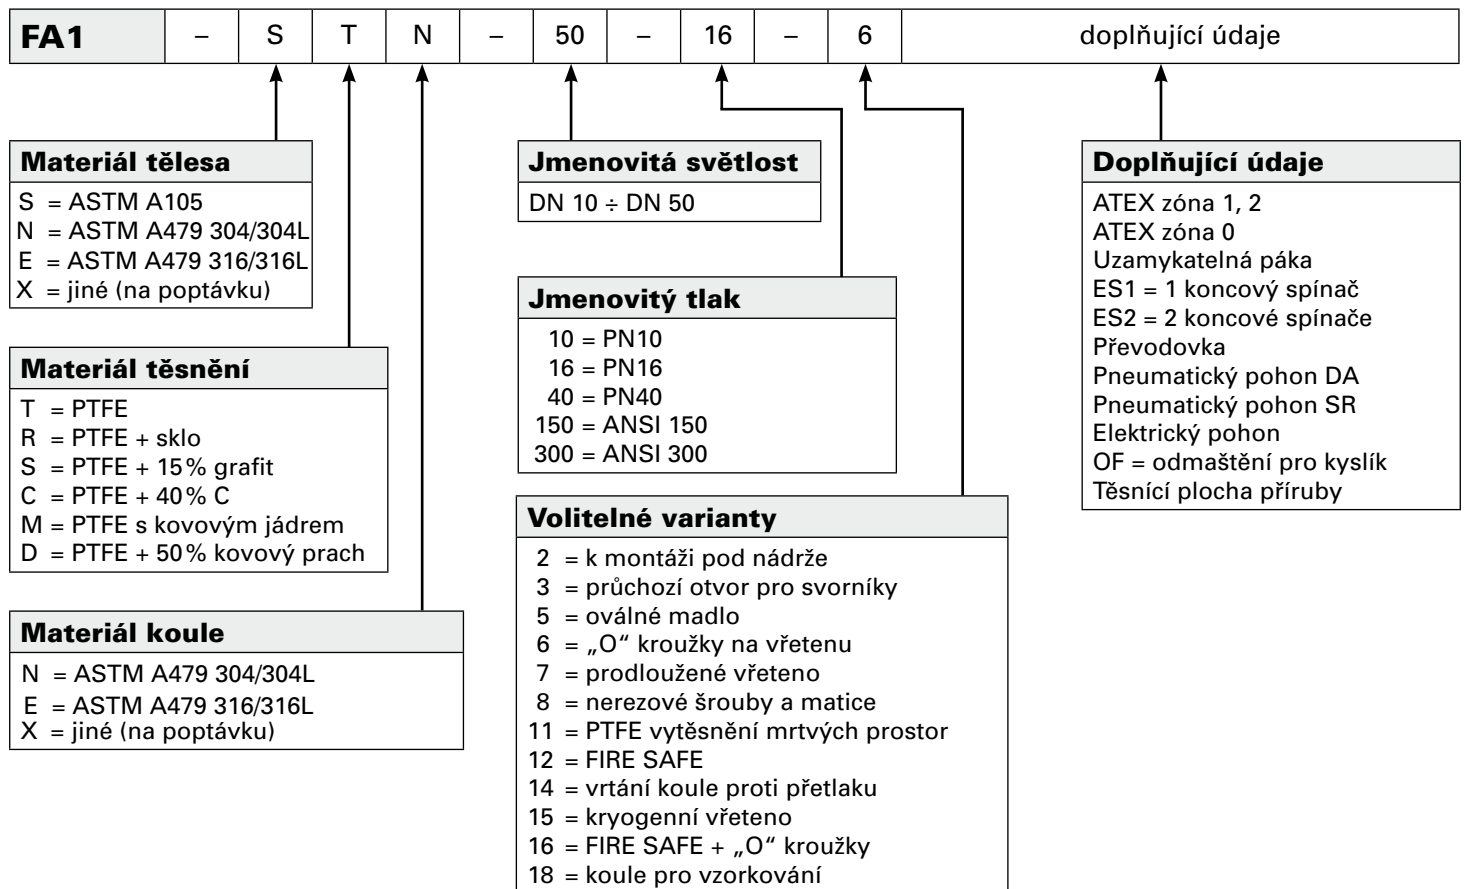 FA1 – S T N – 50 – 16 – 6 doplňující údaje
Materiál tělesa
S = ASTM A105
N = ASTM A479 304/304L
E = ASTM A479 316/316L
X = jiné (na poptávku)
Materiál těsnění
T = PTFE
R = PTFE + sklo
S = PTFE + 15 % grafit
C = PTFE + 40 % C
M = PTFE s kovovým jádrem
D = PTFE + 50 % kovový prach
Materiál koule
N = ASTM A479 304/304L
E = ASTM A479 316/316L
X = jiné (na poptávku)
Jmenovitá světlost
DN 10 ÷ DN 50
Jmenovitý tlak
10 = PN10
16 = PN16
40 = PN40
150 = ANSI 150
300 = ANSI 300
Volitelné varianty
2 = k montáži pod nádrže
3 = průchozí otvor pro svorníky
5 = oválné madlo
6 = „O“ kroužky na vřetenu
7 = prodloužené vřeteno
8 = nerezové šrouby a matice
11 = PTFE vytěsnění mrtvých prostor
12 = FIRE SAFE
14 = vrtání koule proti přetlaku
15 = kryogenní vřeteno
16 = FIRE SAFE + „O“ kroužky
18 = koule pro vzorkování
Doplňující údaje
ATEX zóna 1, 2
ATEX zóna 0
Uzamykatelná páka
ES1 = 1 koncový spínač
ES2 = 2 koncové spínače
Převodovka
Pneumatický pohon DA
Pneumatický pohon SR
Elektrický pohon
OF = odmaštění pro kyslík
Těsnící plocha příruby